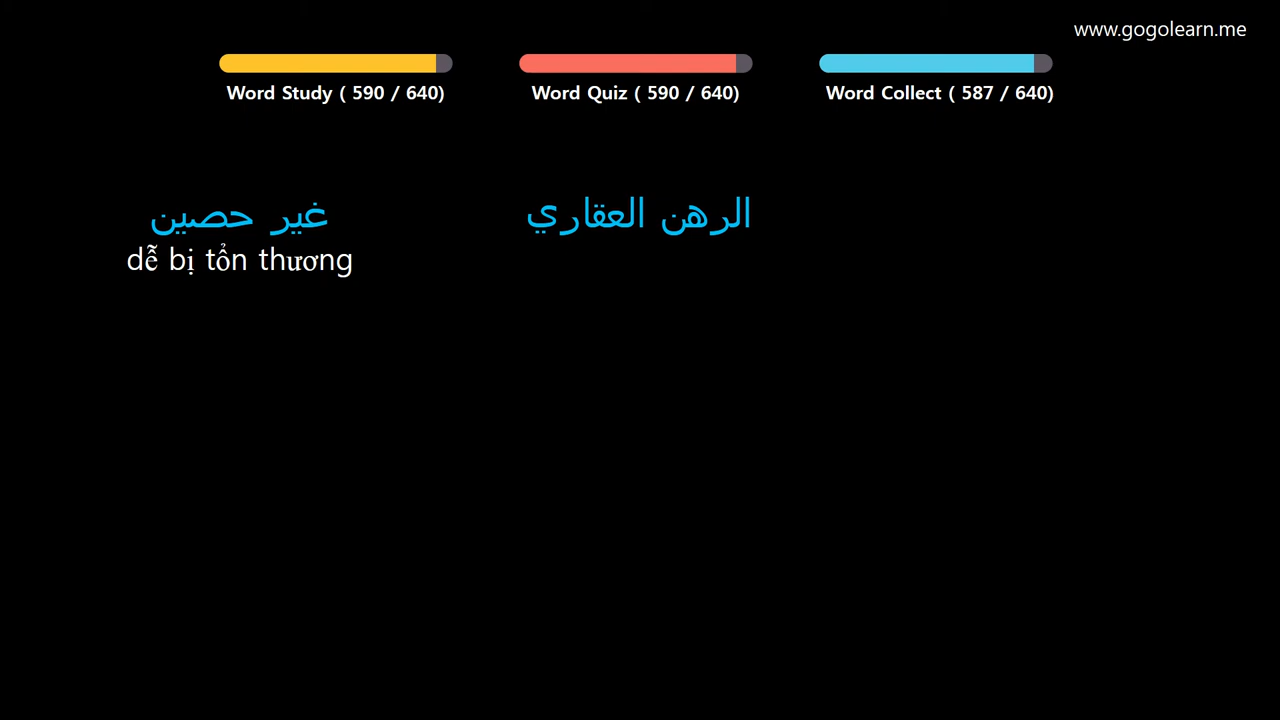 www.gogolearn.me
Word Study ( 590 / 640)
Word Quiz ( 590 / 640)
Word Collect ( 587 / 640)
غير حصين
dễ bị tổn thương
الرهن العقاري